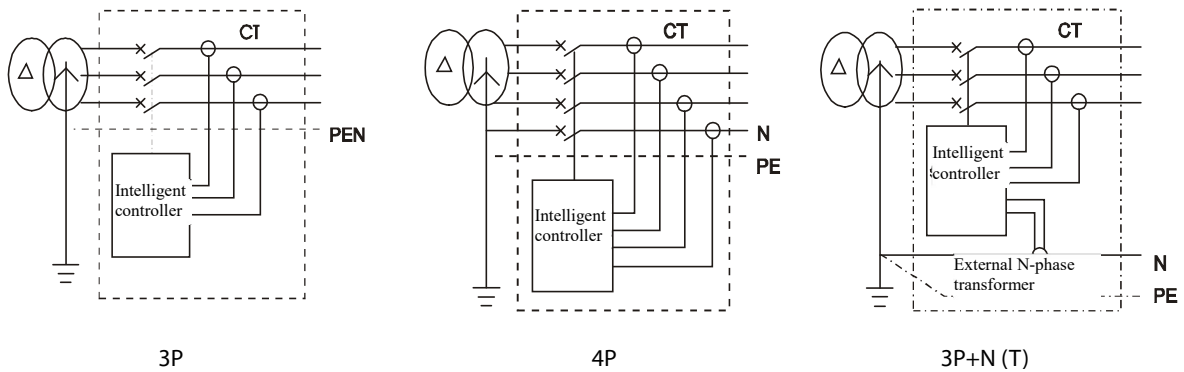 CT
PEN
Intelligent
controller
3P
CT
N
PE
Intelligent
controller
4P
CT
Intelligent
controller
External N-phase
transformer
N
PE
3P+N (T)